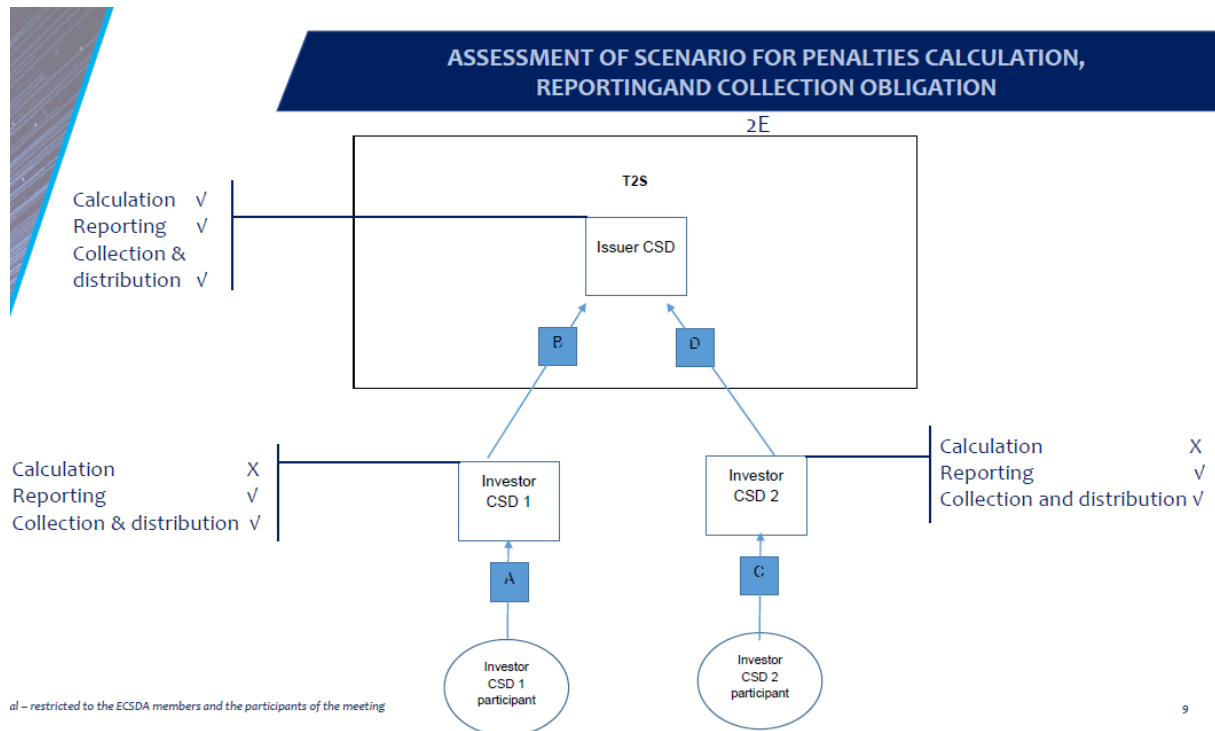 ASSESSMENT OF SCENARIO FOR PENALTIES CALCULATION,
REPORTINGAND COLLECTION OBLIGATION
2E
T2S
Calculation √
Reporting √
Collection &
distribution √
Issuer CSD
B
D
Calculation X
Reporting √
Collection & distribution √
Investor
CSD 1
Investor
CSD 2
Calculation X
Reporting √
Collection and distribution √
A
C
Investor
CSD 1
participant
Investor
CSD 2
participant
al – restricted to the ECSDA members and the participants of the meeting
9